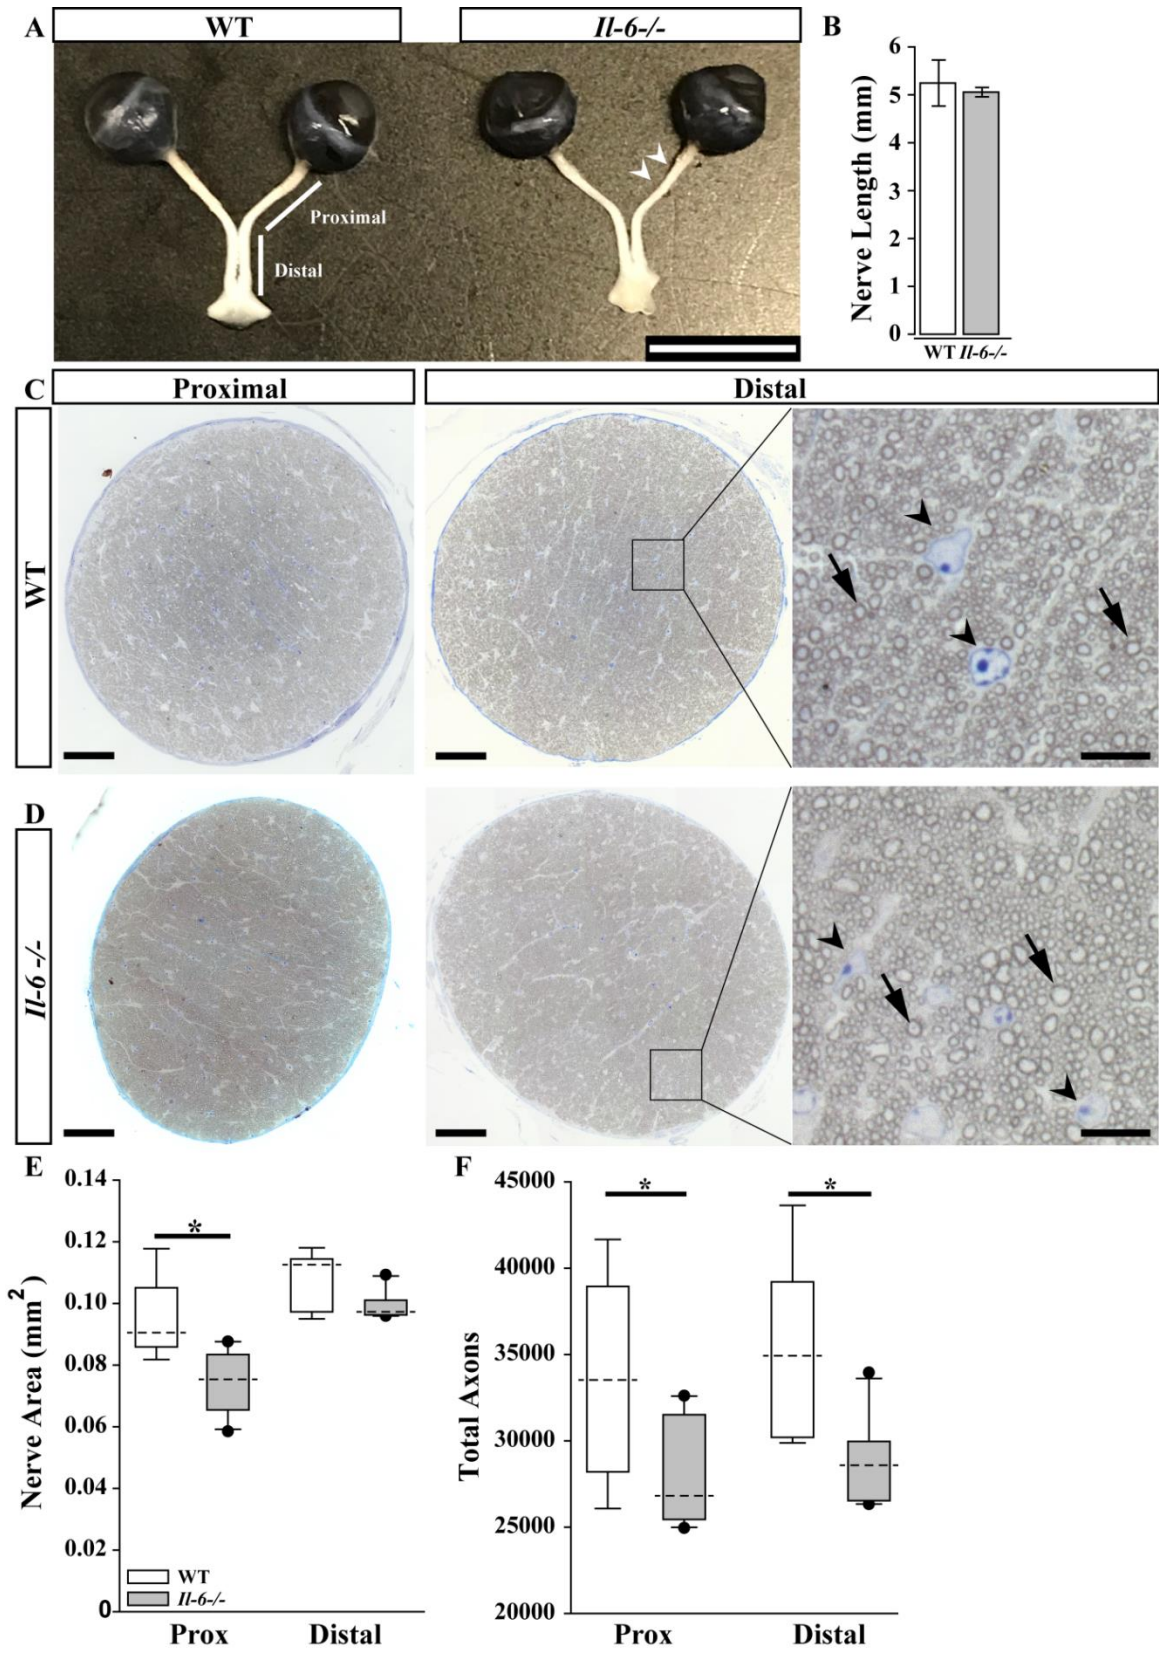 A
WT
Il-6-/-
B
Proximal
Distal
6
5
4
3
2
1
0
Nerve Length (mm)
WT Il-6-/-
C
Proximal
Distal
WT
D
Il-6 -/-
E
0.14
0.12
0.10
0.08
0.06
0.04
0.02
0
Nerve Area (mm2)
*
WT
Il-6-/-
Prox
Distal
F
45000
40000
35000
30000
25000
20000
Total Axons
*
*
Prox
Distal